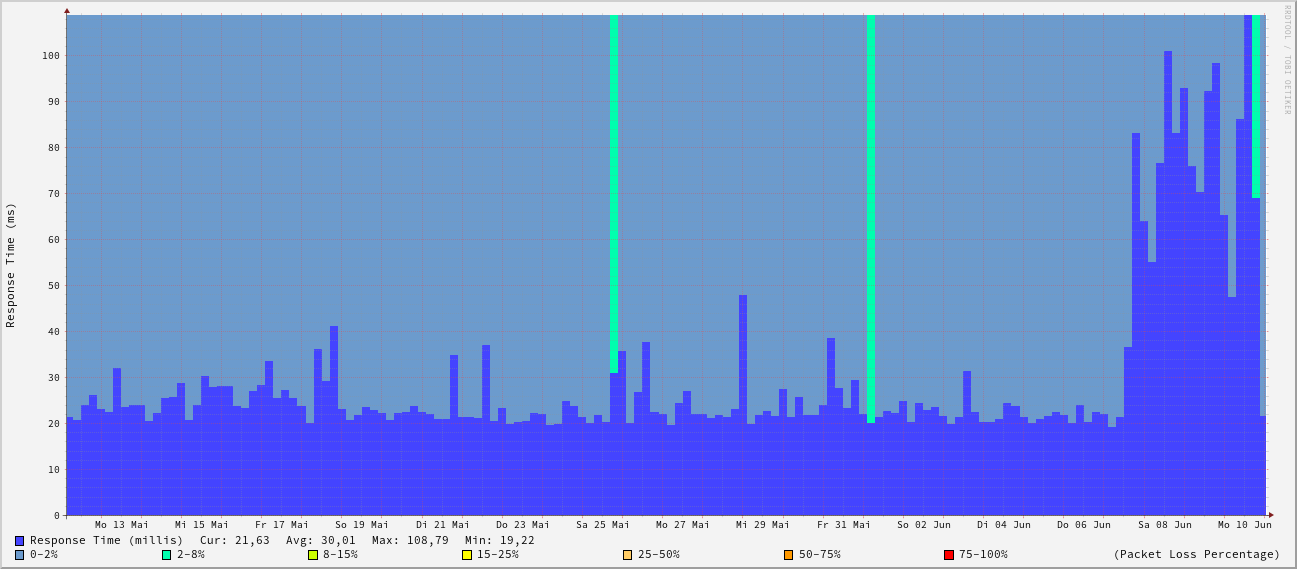 RRDTOOL / TOBI OETIKER
Response Time (ms)
100
90
80
70
60
50
40
30
20
10
0
Mo 13 Mai Mi 15 Mai Fr 17 Mai So 19 Mai Di 21 Mai Do 23 Mai Sa 25 Mai Mo 27 Mai Mi 29 Mai Fr 31 Mai So 02 Jun Di 04 Jun Do 06 Jun Sa 08 Jun Mo 10 Jun
Response Time (millis) Cur: 21,63 Avg: 30,01 Max: 108,79 Min: 19,22
0-2% 2-8% 8-15% 15-25% 25-50% 50-75% 75-100% (Packet Loss Percentage)